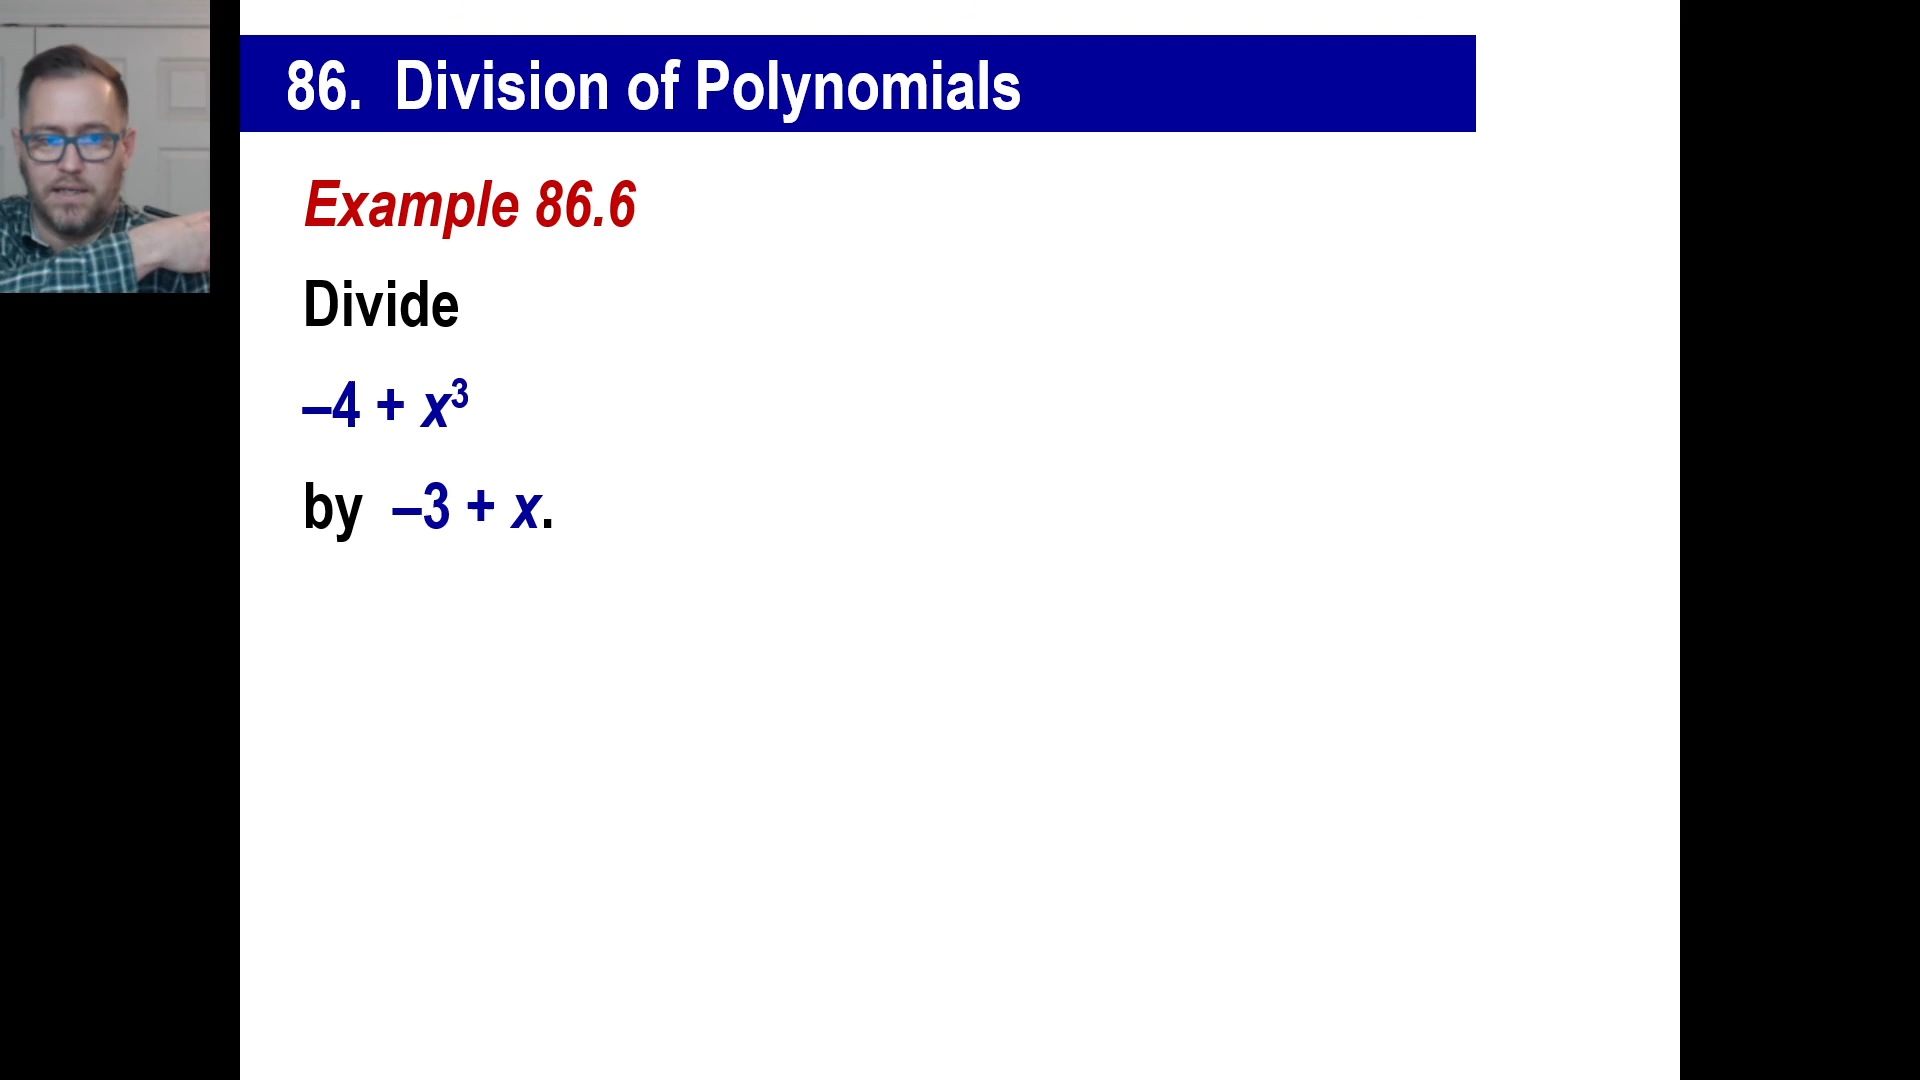 86. Division of Polynomials
Example 86.6
Divide
–4 + x³
by –3 + x.